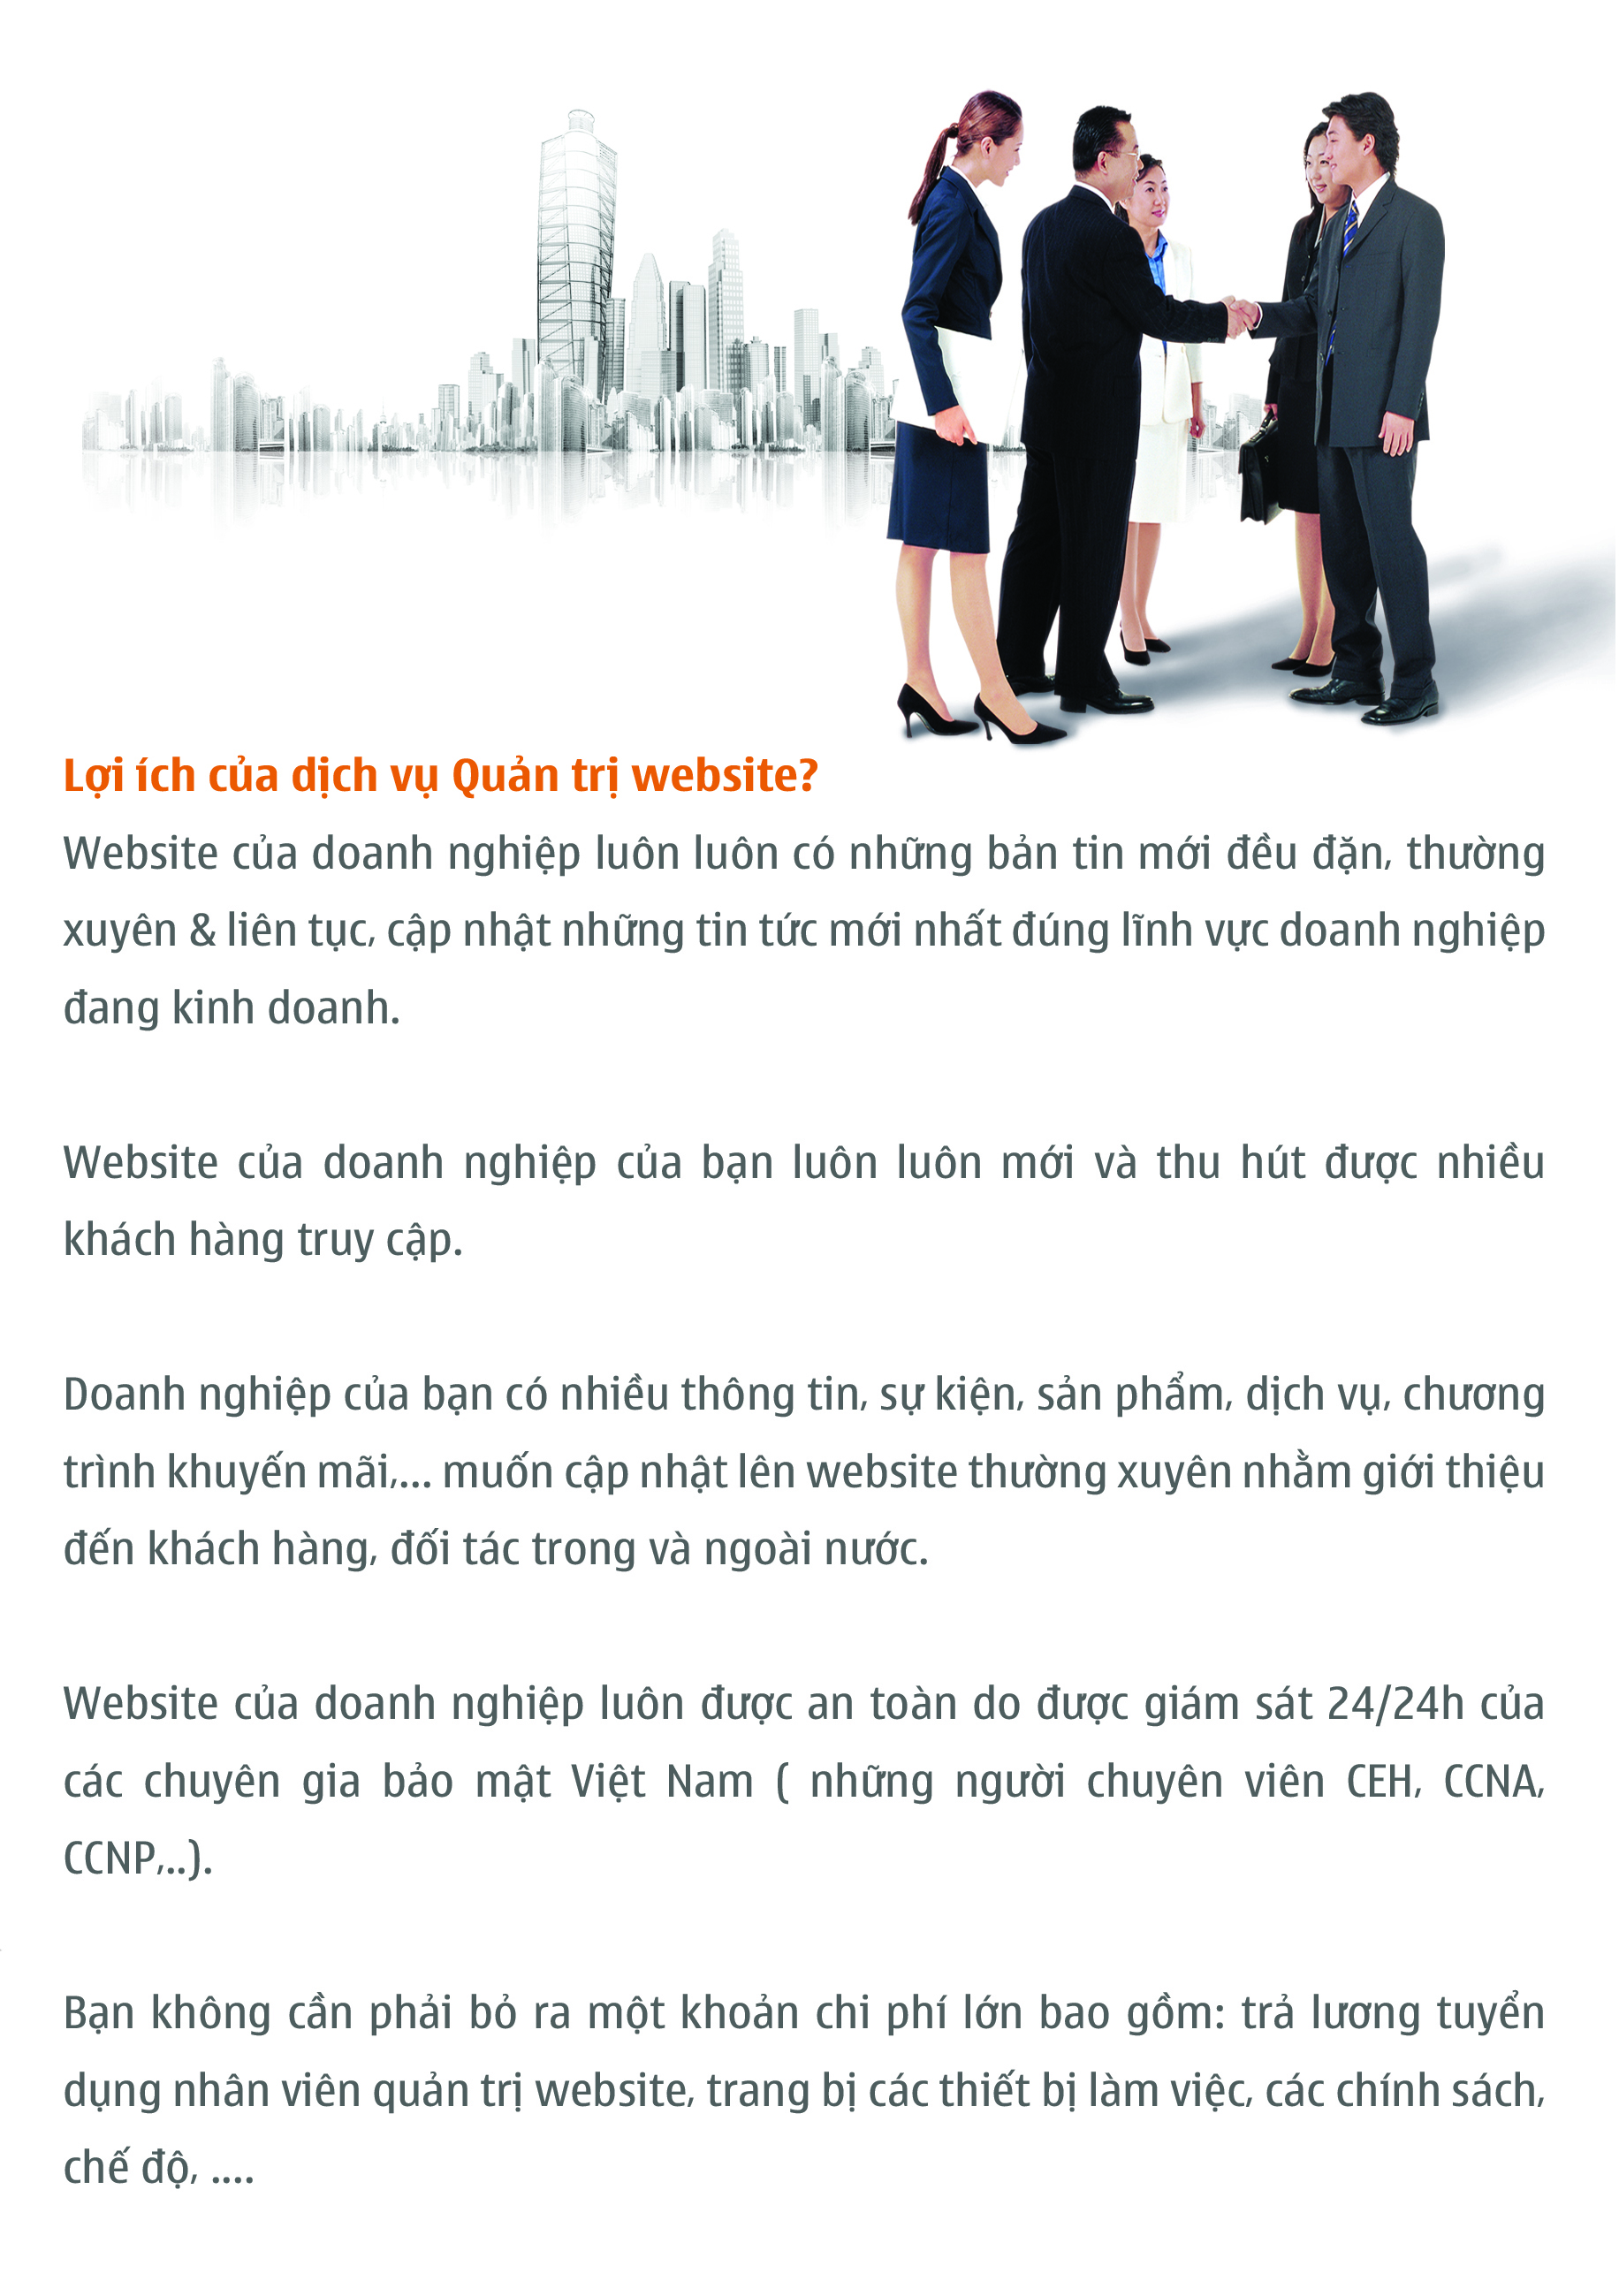 Lợi ích của dịch vụ Quản trị website?
Website của doanh nghiệp luôn luôn có những bản tin mới đều đặn, thường
xuyên & liên tục, cập nhật những tin tức mới nhất đúng lĩnh vực doanh nghiệp
đang kinh doanh.
Website của doanh nghiệp của bạn luôn luôn mới và thu hút được nhiều
khách hàng truy cập.
Doanh nghiệp của bạn có nhiều thông tin, sự kiện, sản phẩm, dịch vụ, chương
trình khuyến mãi,... muốn cập nhật lên website thường xuyên nhằm giới thiệu
đến khách hàng, đối tác trong và ngoài nước.
Website của doanh nghiệp luôn được an toàn do được giám sát 24/24h của
các chuyên gia bảo mật Việt Nam ( những người chuyên viên CEH, CCNA,
CCNP,..).
Bạn không cần phải bỏ ra một khoản chi phí lớn bao gồm: trả lương tuyển
dụng nhân viên quản trị website, trang bị các thiết bị làm việc, các chính sách,
chế độ, ....